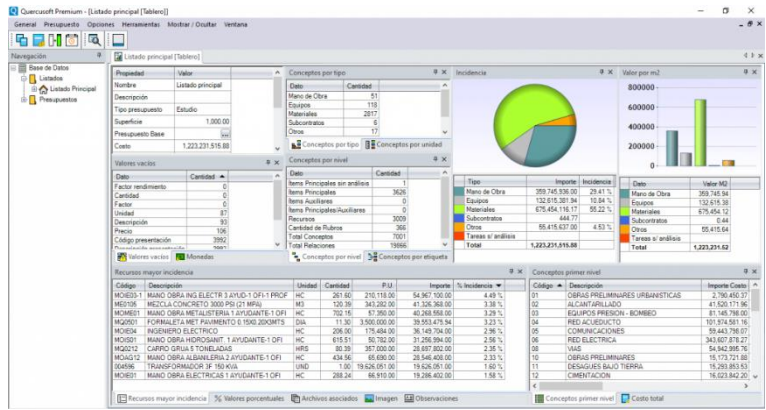 Quercusoft Premium - [Listado principal [Tablero]]
General Presupuesto Opciones Herramientas Mostrar / Ocultar Ventana
Navegación
Base de Datos
Listados
Listado Principal
Presupuestos
Listado principal [Tablero]
Propiedad Valor
Nombre Listado principal
Descripción
Tipo presupuesto Estudio
Superficie 1,000.00
Presupuesto Base
Costo 1,223,231,515.88
Valores vacíos
Dato Cantidad
Factor rendimiento 0
Cantidad 0
Factor 0
Unidad 87
Descripción 93
Precio 106
Código presentación 3992
Valores vacíos Monedas
Conceptos por tipo
Dato Cantidad
Mano de Obra 51
Equipos 118
Materiales 2817
Subcontratos 6
Otros 17
Conceptos por tipo Conceptos por unidad
Conceptos por nivel
Dato Cantidad
Items Principales sin análisis 1
Items Principales 3626
Items Auxiliares 0
Items Principales/Auxiliares 0
Recursos 3009
Cantidad de Rubros 366
Total Conceptos 7001
Total Relaciones 19866
Conceptos por nivel Conceptos por etiqueta
Incidencia
Tipo Importe Incidencia
Mano de Obra 359,745,936.00 29.41 %
Equipos 132,615,381.94 10.84 %
Materiales 675,454,116.17 55.22 %
Subcontratos 444.77
Otros 55,415,637.00 4.53 %
Tareas s/ análisis
Total 1,223,231,515.88
Valor por m2
800000
600000
400000
200000
0
Dato Valor M2
Mano de Obra 359,745.94
Equipos 132,615.38
Materiales 675,454.12
Subcontratos 0.44
Otros 55,415.64
Tareas s/ análisis
Total 1,223,231.52
Recursos mayor incidencia
Código Descripción Unidad Cantidad P.U. Importe % Incidencia
MOIE03-1 MANO OBRA ING ELECTR 3 AYUD-1 OFI-1 PROF HC 261.60 210,118.00 54,967,100.00 4.49 %
ME0105 MEZCLA CONCRETO 3000 PSI (21 MPA) M3 120.39 343,282.00 41,326,368.00 3.38 %
MOME01 MANO OBRA METALISTERIA 1 AYUDANTE-1 OFI HC 702.15 57,350.00 40,268,558.00 3.29 %
MQ0501 FORMALETA MET PAVIMENTO 0.15X0.20X3MTS DIA 11.30 3,500,000.00 39,553,475.94 3.23 %
MOIE04 INGENIERO ELECTRICO HC 206.00 175,484.00 36,149,704.00 2.96 %
MOIS01 MANO OBRA HIDROSANIT. 1 AYUDANTE-1 OFI HC 615.51 50,782.00 31,256,994.00 2.56 %
MQ0212 CARRO GRUA 5 TONELADAS HRS 80.39 357,000.00 28,697,802.00 2.35 %
MOAG12 MANO OBRA ALBANILERIA 2 AYUDANTE-1 OFI HC 434.56 65,690.00 28,546,408.00 2.33 %
004596 TRANSFORMADOR 3F 150 KVA UND 1.00 19,626,051.00 19,626,051.00 1.60 %
MOIE01 MANO OBRA ELECTRICAS 1 AYUDANTE-1 OFI HC 288.24 66,910.00 19,286,402.00 1.58 %
Recursos mayor incidencia Valores porcentuales Archivos asociados Imagen Observaciones
Conceptos primer nivel
Código Descripción Importe Costo
01 OBRAS PRELIMINARES URBANISTICAS 2,790,450.37
02 ALCANTARILLADO 41,520,171.96
03 EQUIPOS PRESION - BOMBEO 81,145,798.00
04 RED ACUEDUCTO 101,974,581.16
05 COMUNICACIONES 59,443,798.07
06 RED ELECTRICA 343,607,878.27
08 VIAS 54,942,995.76
10 OBRAS PRELIMINARES 15,173,721.88
11 DESAGUES BAJO TIERRA 15,293,853.53
12 CIMENTACION 16,023,842.20
Conceptos primer nivel Costo total